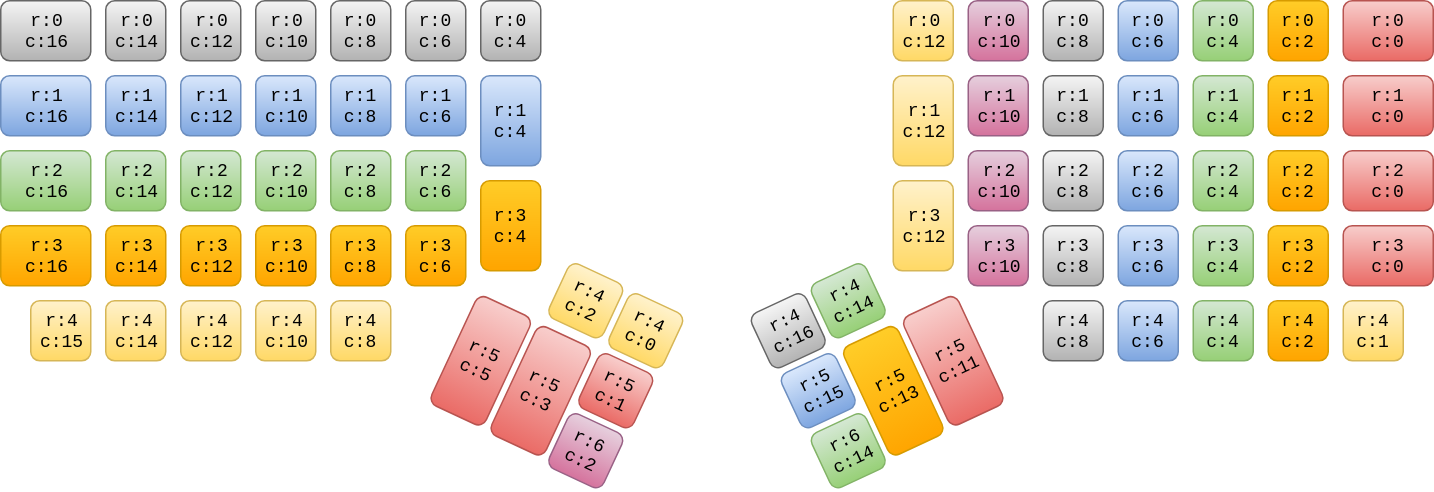 r:0 r:0 r:0 r:0 r:0 r:0 r:0 r:0 r:0 r:0 r:0 r:0 r:0 r:0
c:16 c:14 c:12 c:10 c:8 c:6 c:4 c:12 c:10 c:8 c:6 c:4 c:2 c:0
r:1 r:1 r:1 r:1 r:1 r:1 r:1 r:1 r:1 r:1 r:1 r:1 r:1 r:1
c:16 c:14 c:12 c:10 c:8 c:6 c:4 c:12 c:10 c:8 c:6 c:4 c:2 c:0
r:2 r:2 r:2 r:2 r:2 r:2 r:2 r:2 r:2 r:2 r:2 r:2
c:16 c:14 c:12 c:10 c:8 c:6 c:10 c:8 c:6 c:4 c:2 c:0
r:3 r:3 r:3 r:3 r:3 r:3 r:3 r:3 r:3 r:3 r:3 r:3 r:3 r:3
c:16 c:14 c:12 c:10 c:8 c:6 c:4 c:12 c:10 c:8 c:6 c:4 c:2 c:0
r:4 r:4 r:4 r:4 r:4 r:4 r:4 r:4 r:4 r:4 r:4 r:4 r:4 r:4
c:15 c:14 c:12 c:10 c:8 c:2 c:0 c:16 c:14 c:8 c:6 c:4 c:2 c:1
r:5 r:5 r:5 r:5 r:5 r:5
c:5 c:3 c:1 c:15 c:13 c:11
r:6 r:6
c:2 c:14